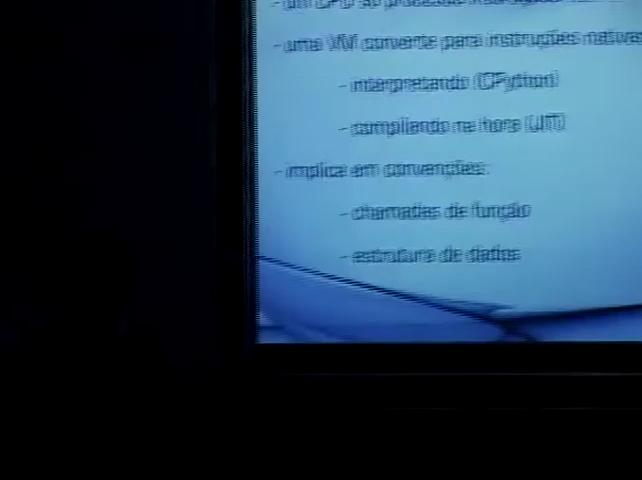 - uma VM converte para instruções nativas
- interpretando (CPython)
- compilando na hora (JIT)
- implica em convenções:
- chamadas de função
- estrutura de dados